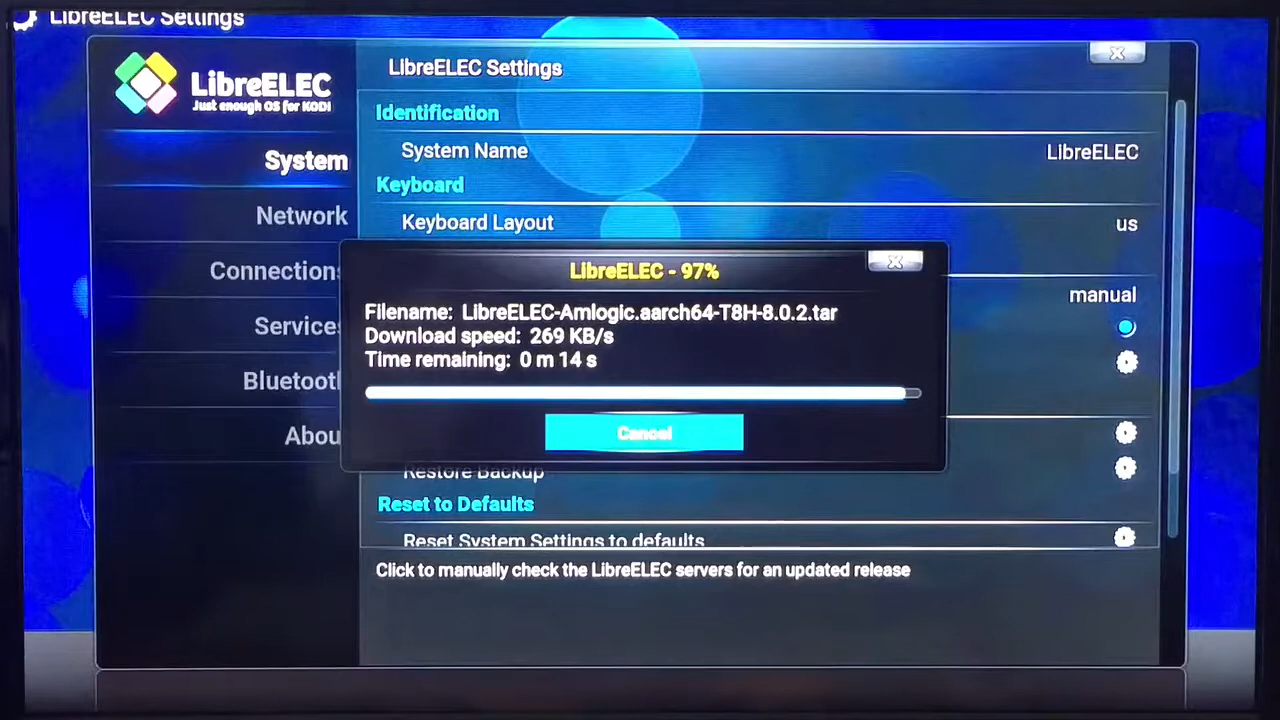 LibreELEC Settings
LibreELEC
Just enough OS for KODI
System
Network
Connections
Services
Bluetooth
About
LibreELEC Settings
x
Identification
System Name LibreELEC
Keyboard
Keyboard Layout us
manual
LibreELEC - 97%
x
Filename: LibreELEC-Amlogic.aarch64-T8H-8.0.2.tar
Download speed: 269 KB/s
Time remaining: 0 m 14 s
Cancel
Restore Backup
Reset to Defaults
Reset System Settings to defaults
Click to manually check the LibreELEC servers for an updated release